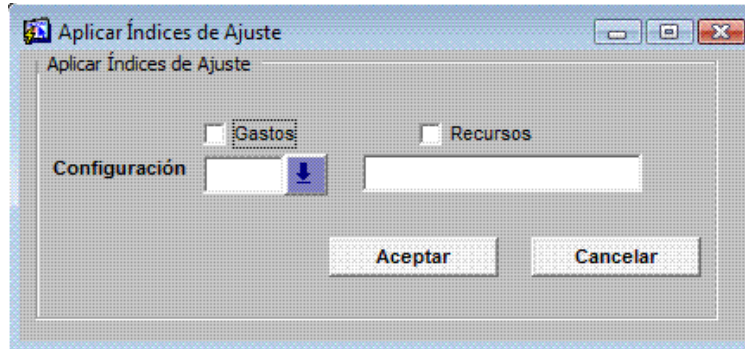 Aplicar Índices de Ajuste
Aplicar Índices de Ajuste
Gastos Recursos
Configuración
Aceptar Cancelar